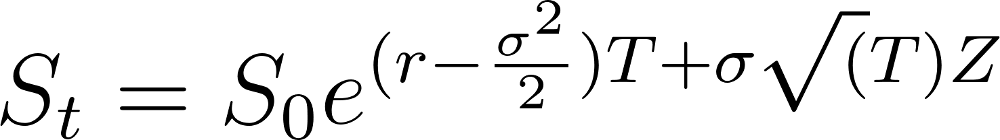 $S_t = S_0 e^{(r-\frac{\sigma^2}{2})T+\sigma\sqrt(T)Z}$